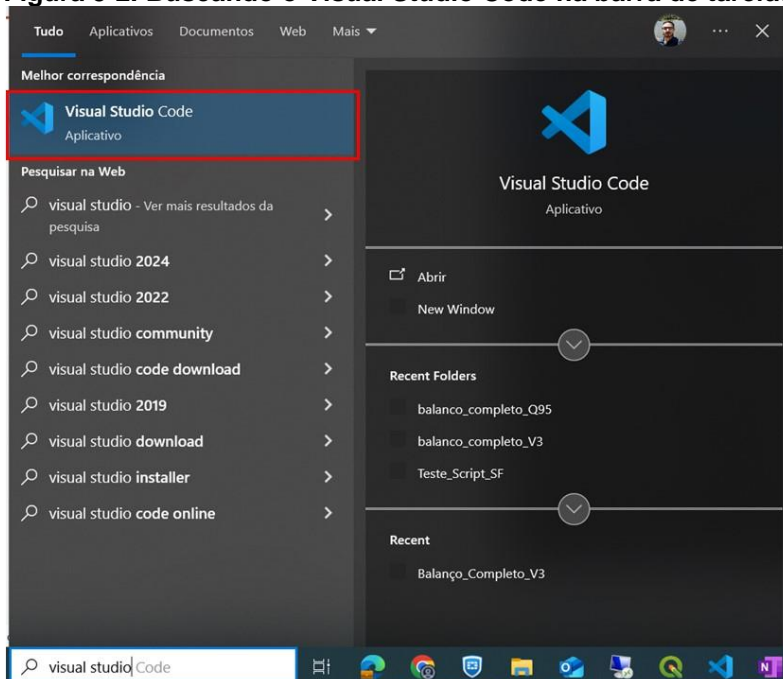 Figura 3-2: Buscando o Visual Studio Code na barra de tarefas
Tudo Aplicativos Documentos Web Mais
Melhor correspondência
Visual Studio Code
Aplicativo
Pesquisar na Web
visual studio - Ver mais resultados da
pesquisa
visual studio 2024
visual studio 2022
visual studio community
visual studio code download
visual studio 2019
visual studio download
visual studio installer
visual studio code online
Visual Studio Code
Aplicativo
Abrir
New Window
Recent Folders
balanco_completo_Q95
balanco_completo_V3
Teste_Script_SF
Recent
Balanço_Completo_V3
visual studio Code